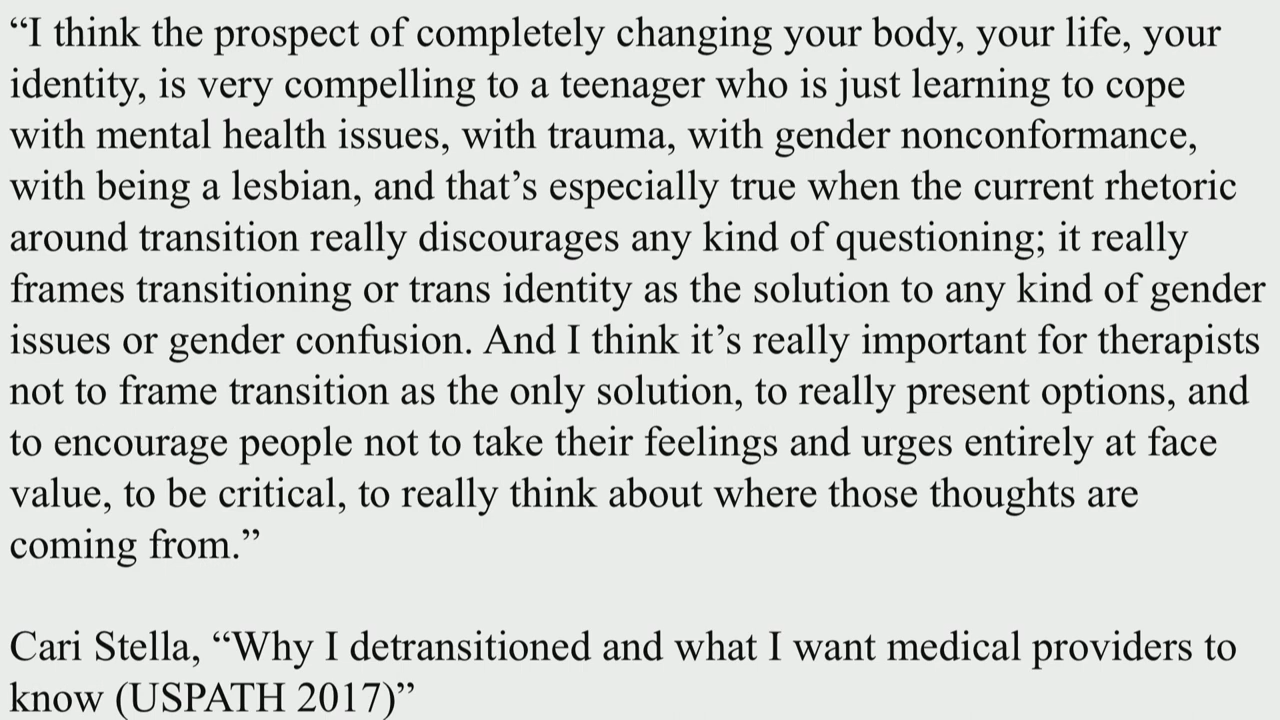 “I think the prospect of completely changing your body, your life, your
identity, is very compelling to a teenager who is just learning to cope
with mental health issues, with trauma, with gender nonconformance,
with being a lesbian, and that’s especially true when the current rhetoric
around transition really discourages any kind of questioning; it really
frames transitioning or trans identity as the solution to any kind of gender
issues or gender confusion. And I think it’s really important for therapists
not to frame transition as the only solution, to really present options, and
to encourage people not to take their feelings and urges entirely at face
value, to be critical, to really think about where those thoughts are
coming from.”
Cari Stella, “Why I detransitioned and what I want medical providers to
know (USPATH 2017)”